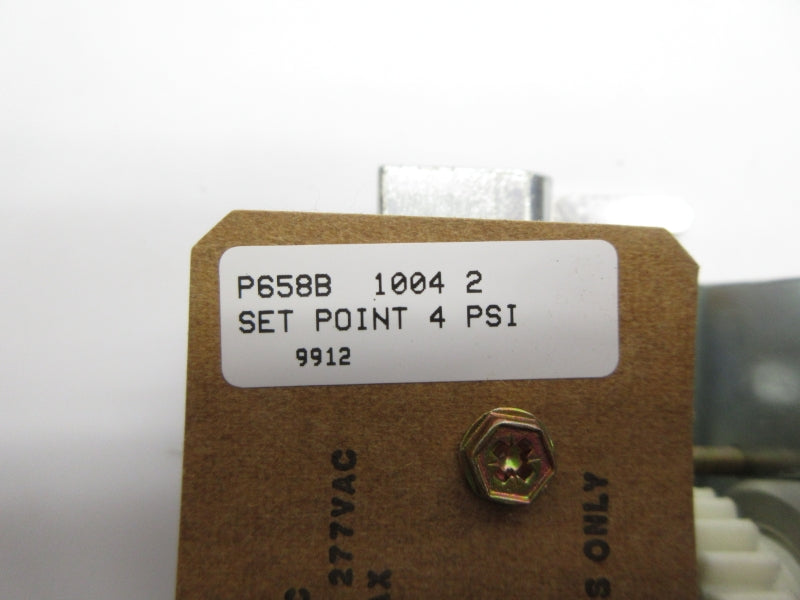 P658B 1004 2
SET POINT 4 PSI
9912
277VAC
ONLY